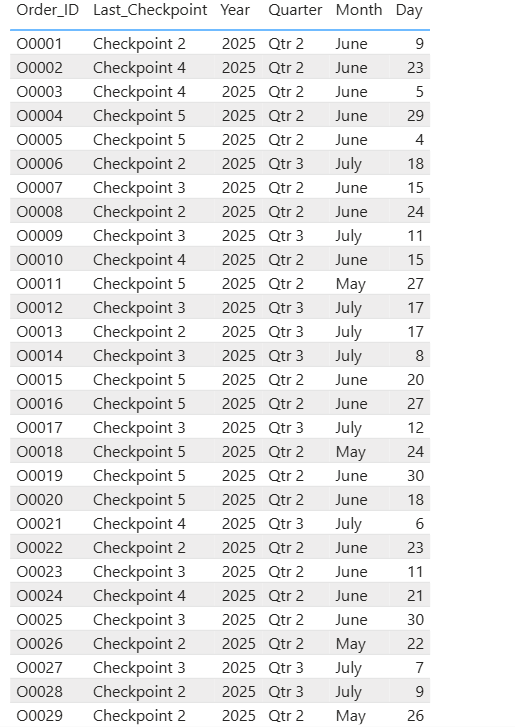 Order_ID Last_Checkpoint Year Quarter Month Day
O0001 Checkpoint 2 2025 Qtr 2 June 9
O0002 Checkpoint 4 2025 Qtr 2 June 23
O0003 Checkpoint 4 2025 Qtr 2 June 5
O0004 Checkpoint 5 2025 Qtr 2 June 29
O0005 Checkpoint 5 2025 Qtr 2 June 4
O0006 Checkpoint 2 2025 Qtr 3 July 18
O0007 Checkpoint 3 2025 Qtr 2 June 15
O0008 Checkpoint 2 2025 Qtr 2 June 24
O0009 Checkpoint 3 2025 Qtr 3 July 11
O0010 Checkpoint 4 2025 Qtr 2 June 15
O0011 Checkpoint 5 2025 Qtr 2 May 27
O0012 Checkpoint 3 2025 Qtr 3 July 17
O0013 Checkpoint 2 2025 Qtr 3 July 17
O0014 Checkpoint 3 2025 Qtr 3 July 8
O0015 Checkpoint 5 2025 Qtr 2 June 20
O0016 Checkpoint 5 2025 Qtr 2 June 27
O0017 Checkpoint 3 2025 Qtr 3 July 12
O0018 Checkpoint 5 2025 Qtr 2 May 24
O0019 Checkpoint 5 2025 Qtr 2 June 30
O0020 Checkpoint 5 2025 Qtr 2 June 18
O0021 Checkpoint 4 2025 Qtr 3 July 6
O0022 Checkpoint 2 2025 Qtr 2 June 23
O0023 Checkpoint 3 2025 Qtr 2 June 11
O0024 Checkpoint 4 2025 Qtr 2 June 21
O0025 Checkpoint 3 2025 Qtr 2 June 30
O0026 Checkpoint 2 2025 Qtr 2 May 22
O0027 Checkpoint 3 2025 Qtr 3 July 7
O0028 Checkpoint 2 2025 Qtr 3 July 9
O0029 Checkpoint 2 2025 Qtr 2 May 26